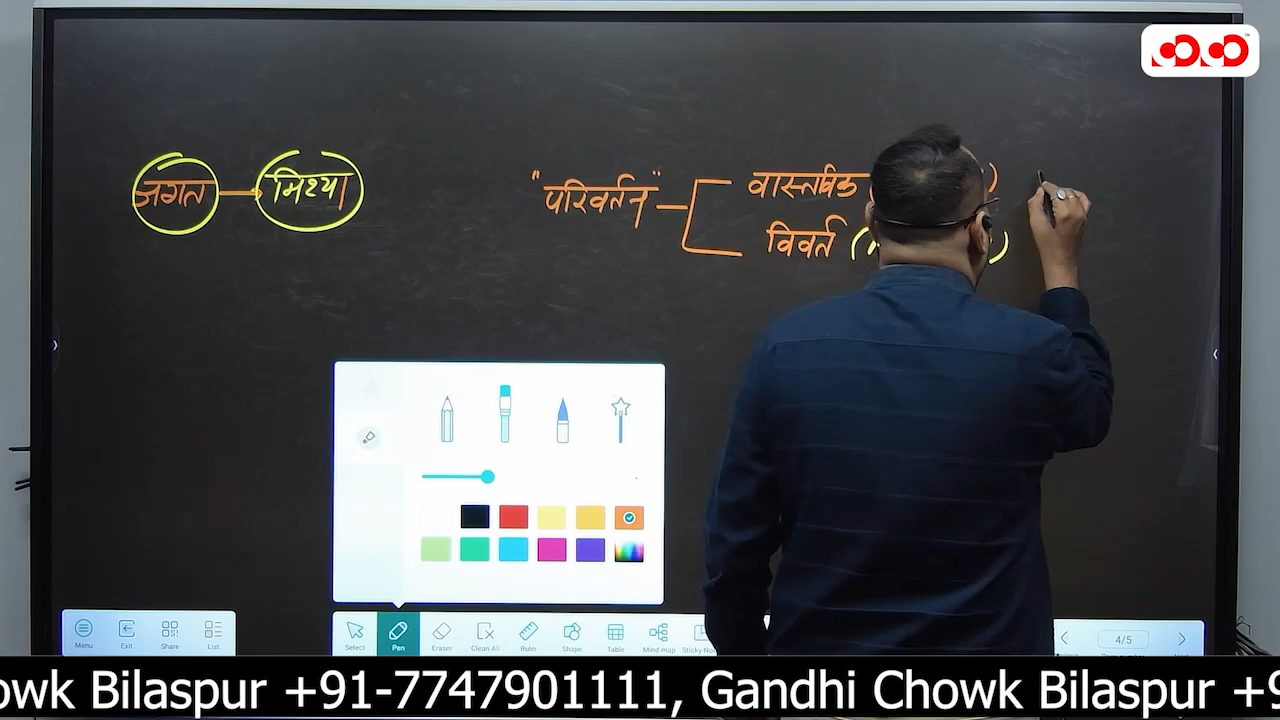 जगत → मिथ्या
"परिवर्तन"
वास्तविक
विवर्त
Menu Exit Share List
Select Pen Eraser Clean All Ruler Shape Table Mind map
4/5
owk Bilaspur +91-7747901111, Gandhi Chowk Bilaspur +9